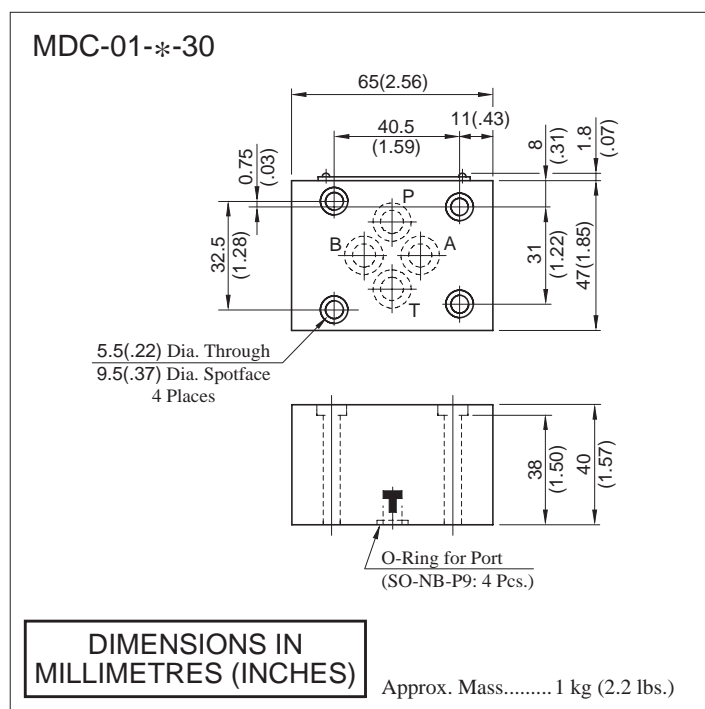 MDC-01-*-30
65(2.56)
40.5
(1.59)
11(.43)
0.75
(.03)
8
(.31)
1.8
(.07)
P
B
A
T
32.5
(1.28)
31
(1.22)
47(1.85)
5.5(.22) Dia. Through
9.5(.37) Dia. Spotface
4 Places
38
(1.50)
40
(1.57)
O-Ring for Port
(SO-NB-P9: 4 Pcs.)
DIMENSIONS IN
MILLIMETRES (INCHES)
Approx. Mass......... 1 kg (2.2 lbs.)